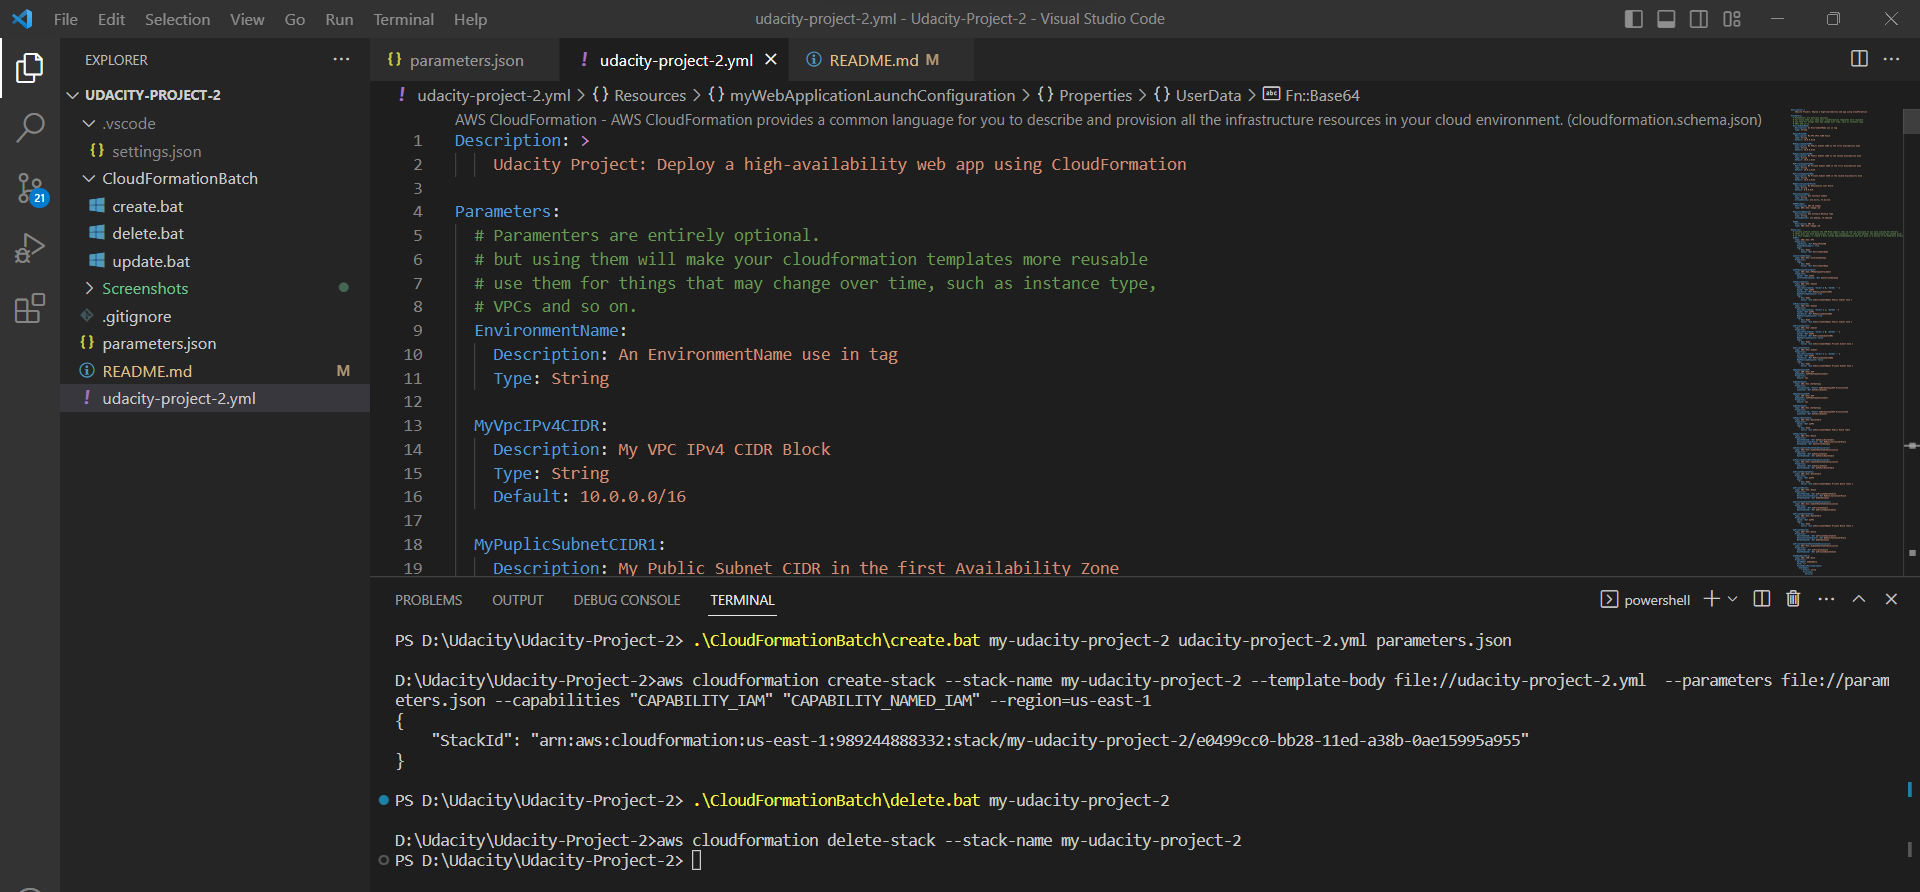 File Edit Selection View Go Run Terminal Help
udacity-project-2.yml - Udacity-Project-2 - Visual Studio Code
EXPLORER
UDACITY-PROJECT-2
.vscode
settings.json
CloudFormationBatch
create.bat
delete.bat
update.bat
Screenshots
.gitignore
parameters.json
README.md M
udacity-project-2.yml
21
parameters.json udacity-project-2.yml README.md M
udacity-project-2.yml > {} Resources > {} myWebApplicationLaunchConfiguration > {} Properties > {} UserData > abc Fn::Base64
AWS CloudFormation - AWS CloudFormation provides a common language for you to describe and provision all the infrastructure resources in your cloud environment. (cloudformation.schema.json)
1 Description: >
2 Udacity Project: Deploy a high-availability web app using CloudFormation
3
4 Parameters:
5 # Paramenters are entirely optional.
6 # but using them will make your cloudformation templates more reusable
7 # use them for things that may change over time, such as instance type,
8 # VPCs and so on.
9 EnvironmentName:
10 Description: An EnvironmentName use in tag
11 Type: String
12
13 MyVpcIPv4CIDR:
14 Description: My VPC IPv4 CIDR Block
15 Type: String
16 Default: 10.0.0.0/16
17
18 MyPuplicSubnetCIDR1:
19 Description: My Public Subnet CIDR in the first Availability Zone
PROBLEMS OUTPUT DEBUG CONSOLE TERMINAL
powershell
PS D:\Udacity\Udacity-Project-2> .\CloudFormationBatch\create.bat my-udacity-project-2 udacity-project-2.yml parameters.json
D:\Udacity\Udacity-Project-2>aws cloudformation create-stack --stack-name my-udacity-project-2 --template-body file://udacity-project-2.yml  --parameters file://param
eters.json --capabilities "CAPABILITY_IAM" "CAPABILITY_NAMED_IAM" --region=us-east-1
{
"StackId": "arn:aws:cloudformation:us-east-1:989244888332:stack/my-udacity-project-2/e0499cc0-bb28-11ed-a38b-0ae15995a955"
}
PS D:\Udacity\Udacity-Project-2> .\CloudFormationBatch\delete.bat my-udacity-project-2
D:\Udacity\Udacity-Project-2>aws cloudformation delete-stack --stack-name my-udacity-project-2
PS D:\Udacity\Udacity-Project-2>